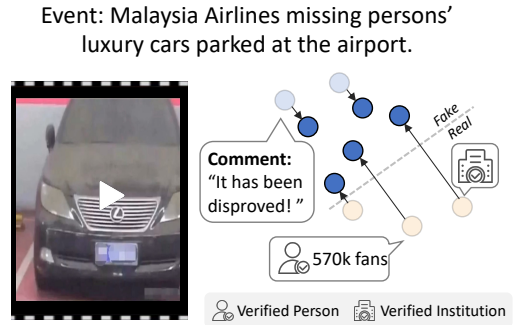 Event: Malaysia Airlines missing persons’
luxury cars parked at the airport.
Fake
Real
Comment:
“It has been
disproved! ”
570k fans
Verified Person
Verified Institution